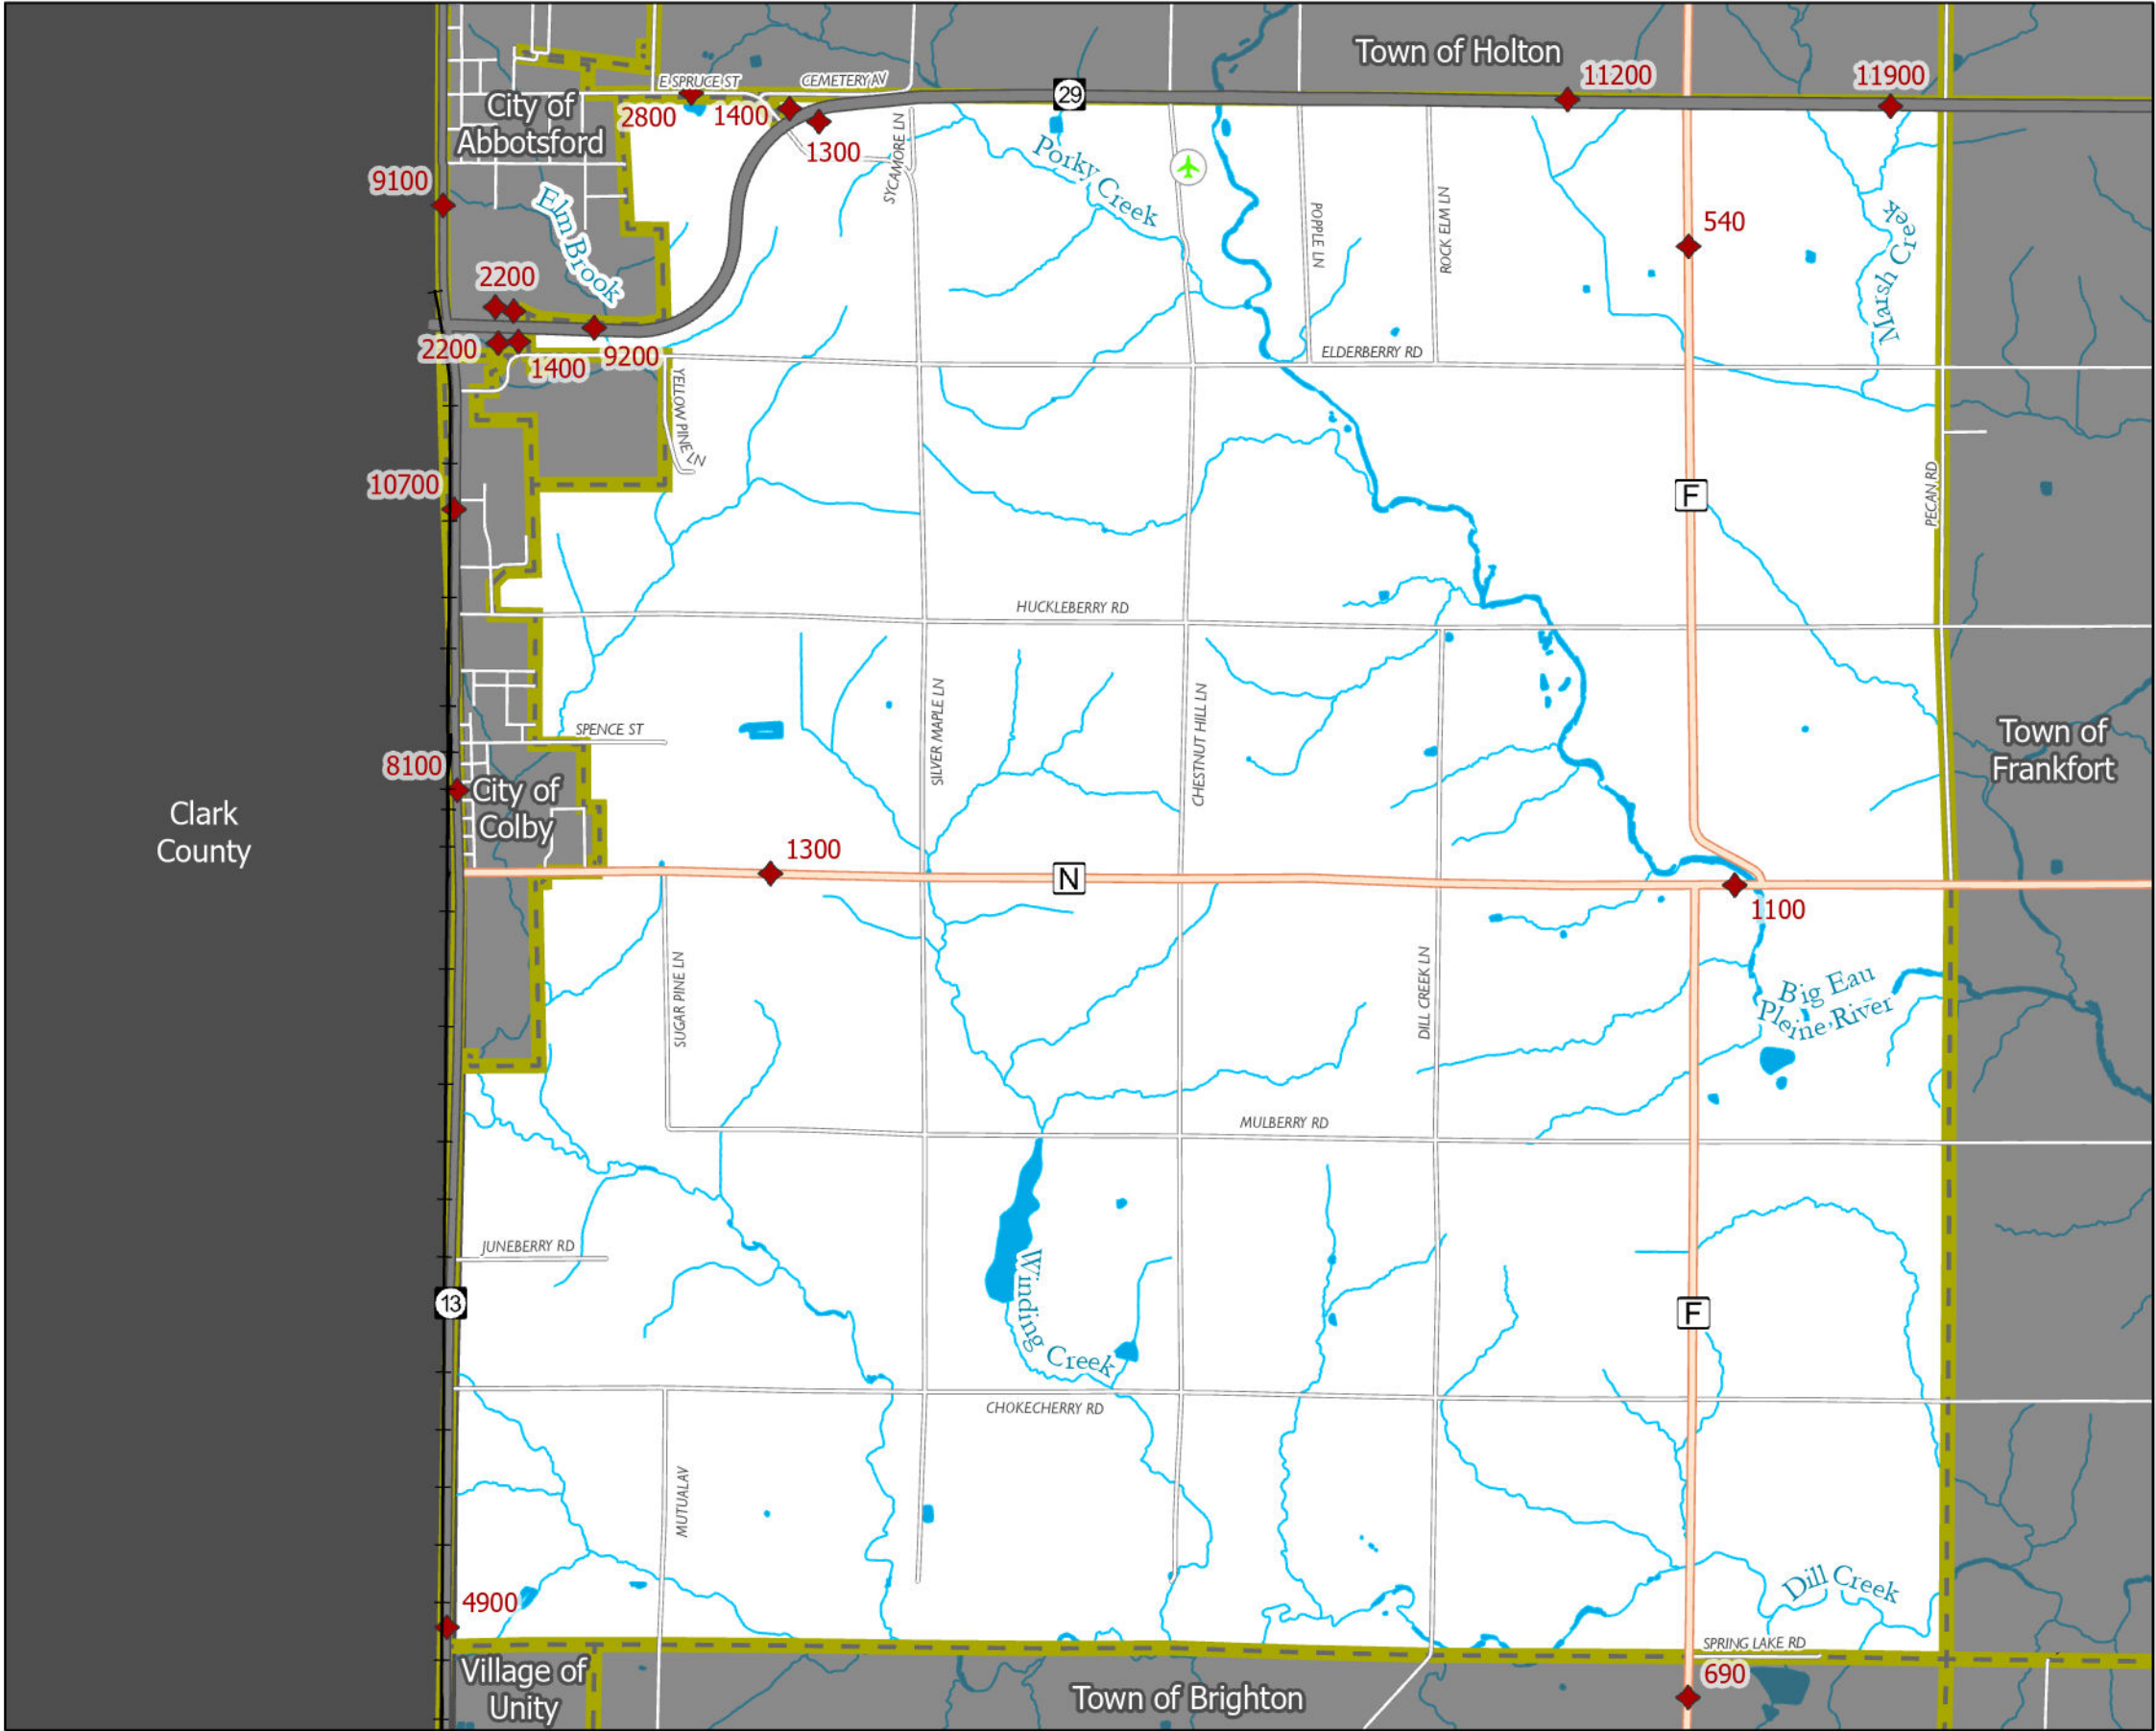 Town of Holton
11200
11900
E SPRUCE ST
CEMETERY AV
29
City of
Abbotsford
2800
1400
1300
SYCAMORE LN
Porky Creek
9100
Elm Brook
POPPLE LN
ROCK ELM LN
540
Marsh Creek
2200
2200
1400
9200
ELDERBERRY RD
YELLOW PINE LN
10700
F
PECAN RD
HUCKLEBERRY RD
SPENCE ST
SILVER MAPLE LN
CHESTNUT HILL LN
Town of
Frankfort
8100
City of
Colby
Clark
County
1300
N
1100
SUGAR PINE LN
DILL CREEK LN
Big Eau
Pleine River
MULBERRY RD
JUNEBERRY RD
13
Winding Creek
F
CHOKECHERRY RD
MUTUAL AV
4900
Dill Creek
SPRING LAKE RD
690
Village of
Unity
Town of Brighton